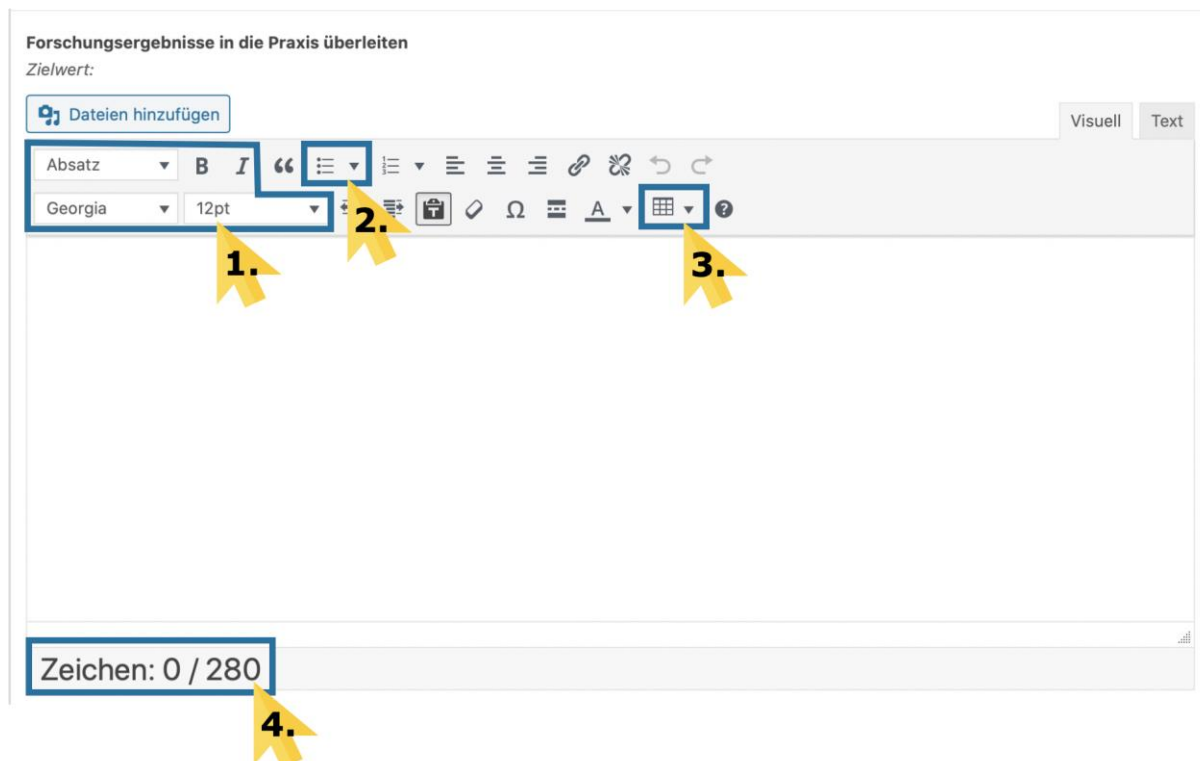 Forschungsergebnisse in die Praxis überleiten
Zielwert:
Dateien hinzufügen
Visuell Text
Absatz B I
Georgia 12pt Ω A
1.
2.
3.
Zeichen: 0 / 280
4.